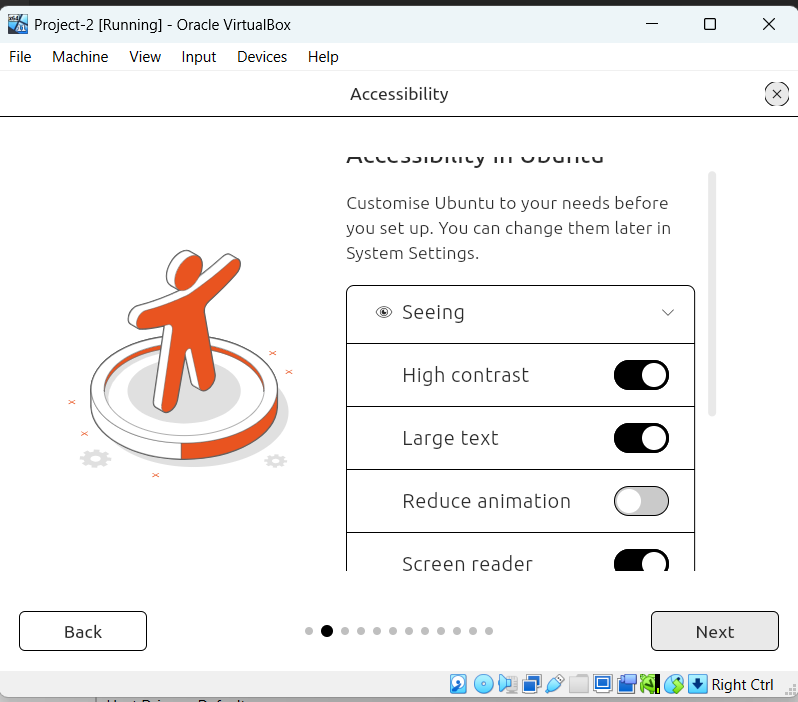 Project-2 [Running] - Oracle VirtualBox
File Machine View Input Devices Help
Accessibility
Accessibility in Ubuntu
Customise Ubuntu to your needs before
you set up. You can change them later in
System Settings.
Seeing
High contrast
Large text
Reduce animation
Screen reader
Back
Next
Right Ctrl